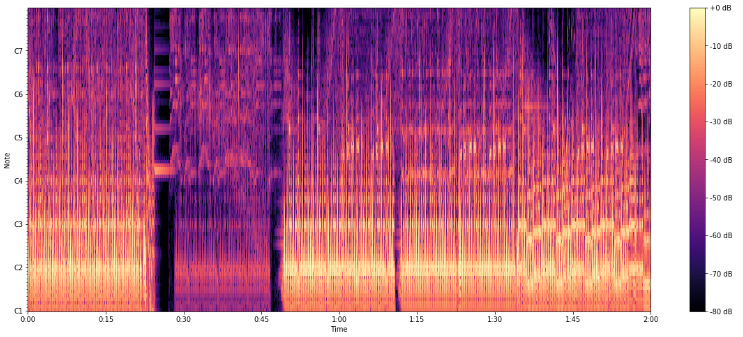 +0 dB
-10 dB
-20 dB
-30 dB
-40 dB
-50 dB
-60 dB
-70 dB
-80 dB
C7
C6
C5
C4
C3
C2
C1
Note
0:00 0:15 0:30 0:45 1:00 1:15 1:30 1:45 2:00
Time